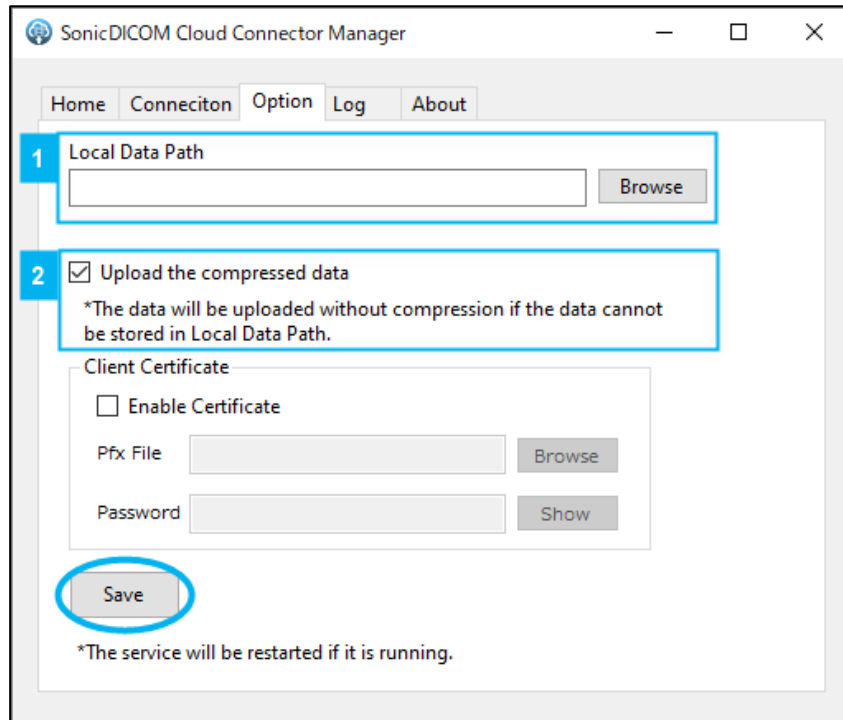 SonicDICOM Cloud Connector Manager
Home Conneciton Option Log About
1
Local Data Path
Browse
2
Upload the compressed data
*The data will be uploaded without compression if the data cannot
be stored in Local Data Path.
Client Certificate
Enable Certificate
Pfx File Browse
Password Show
Save
*The service will be restarted if it is running.